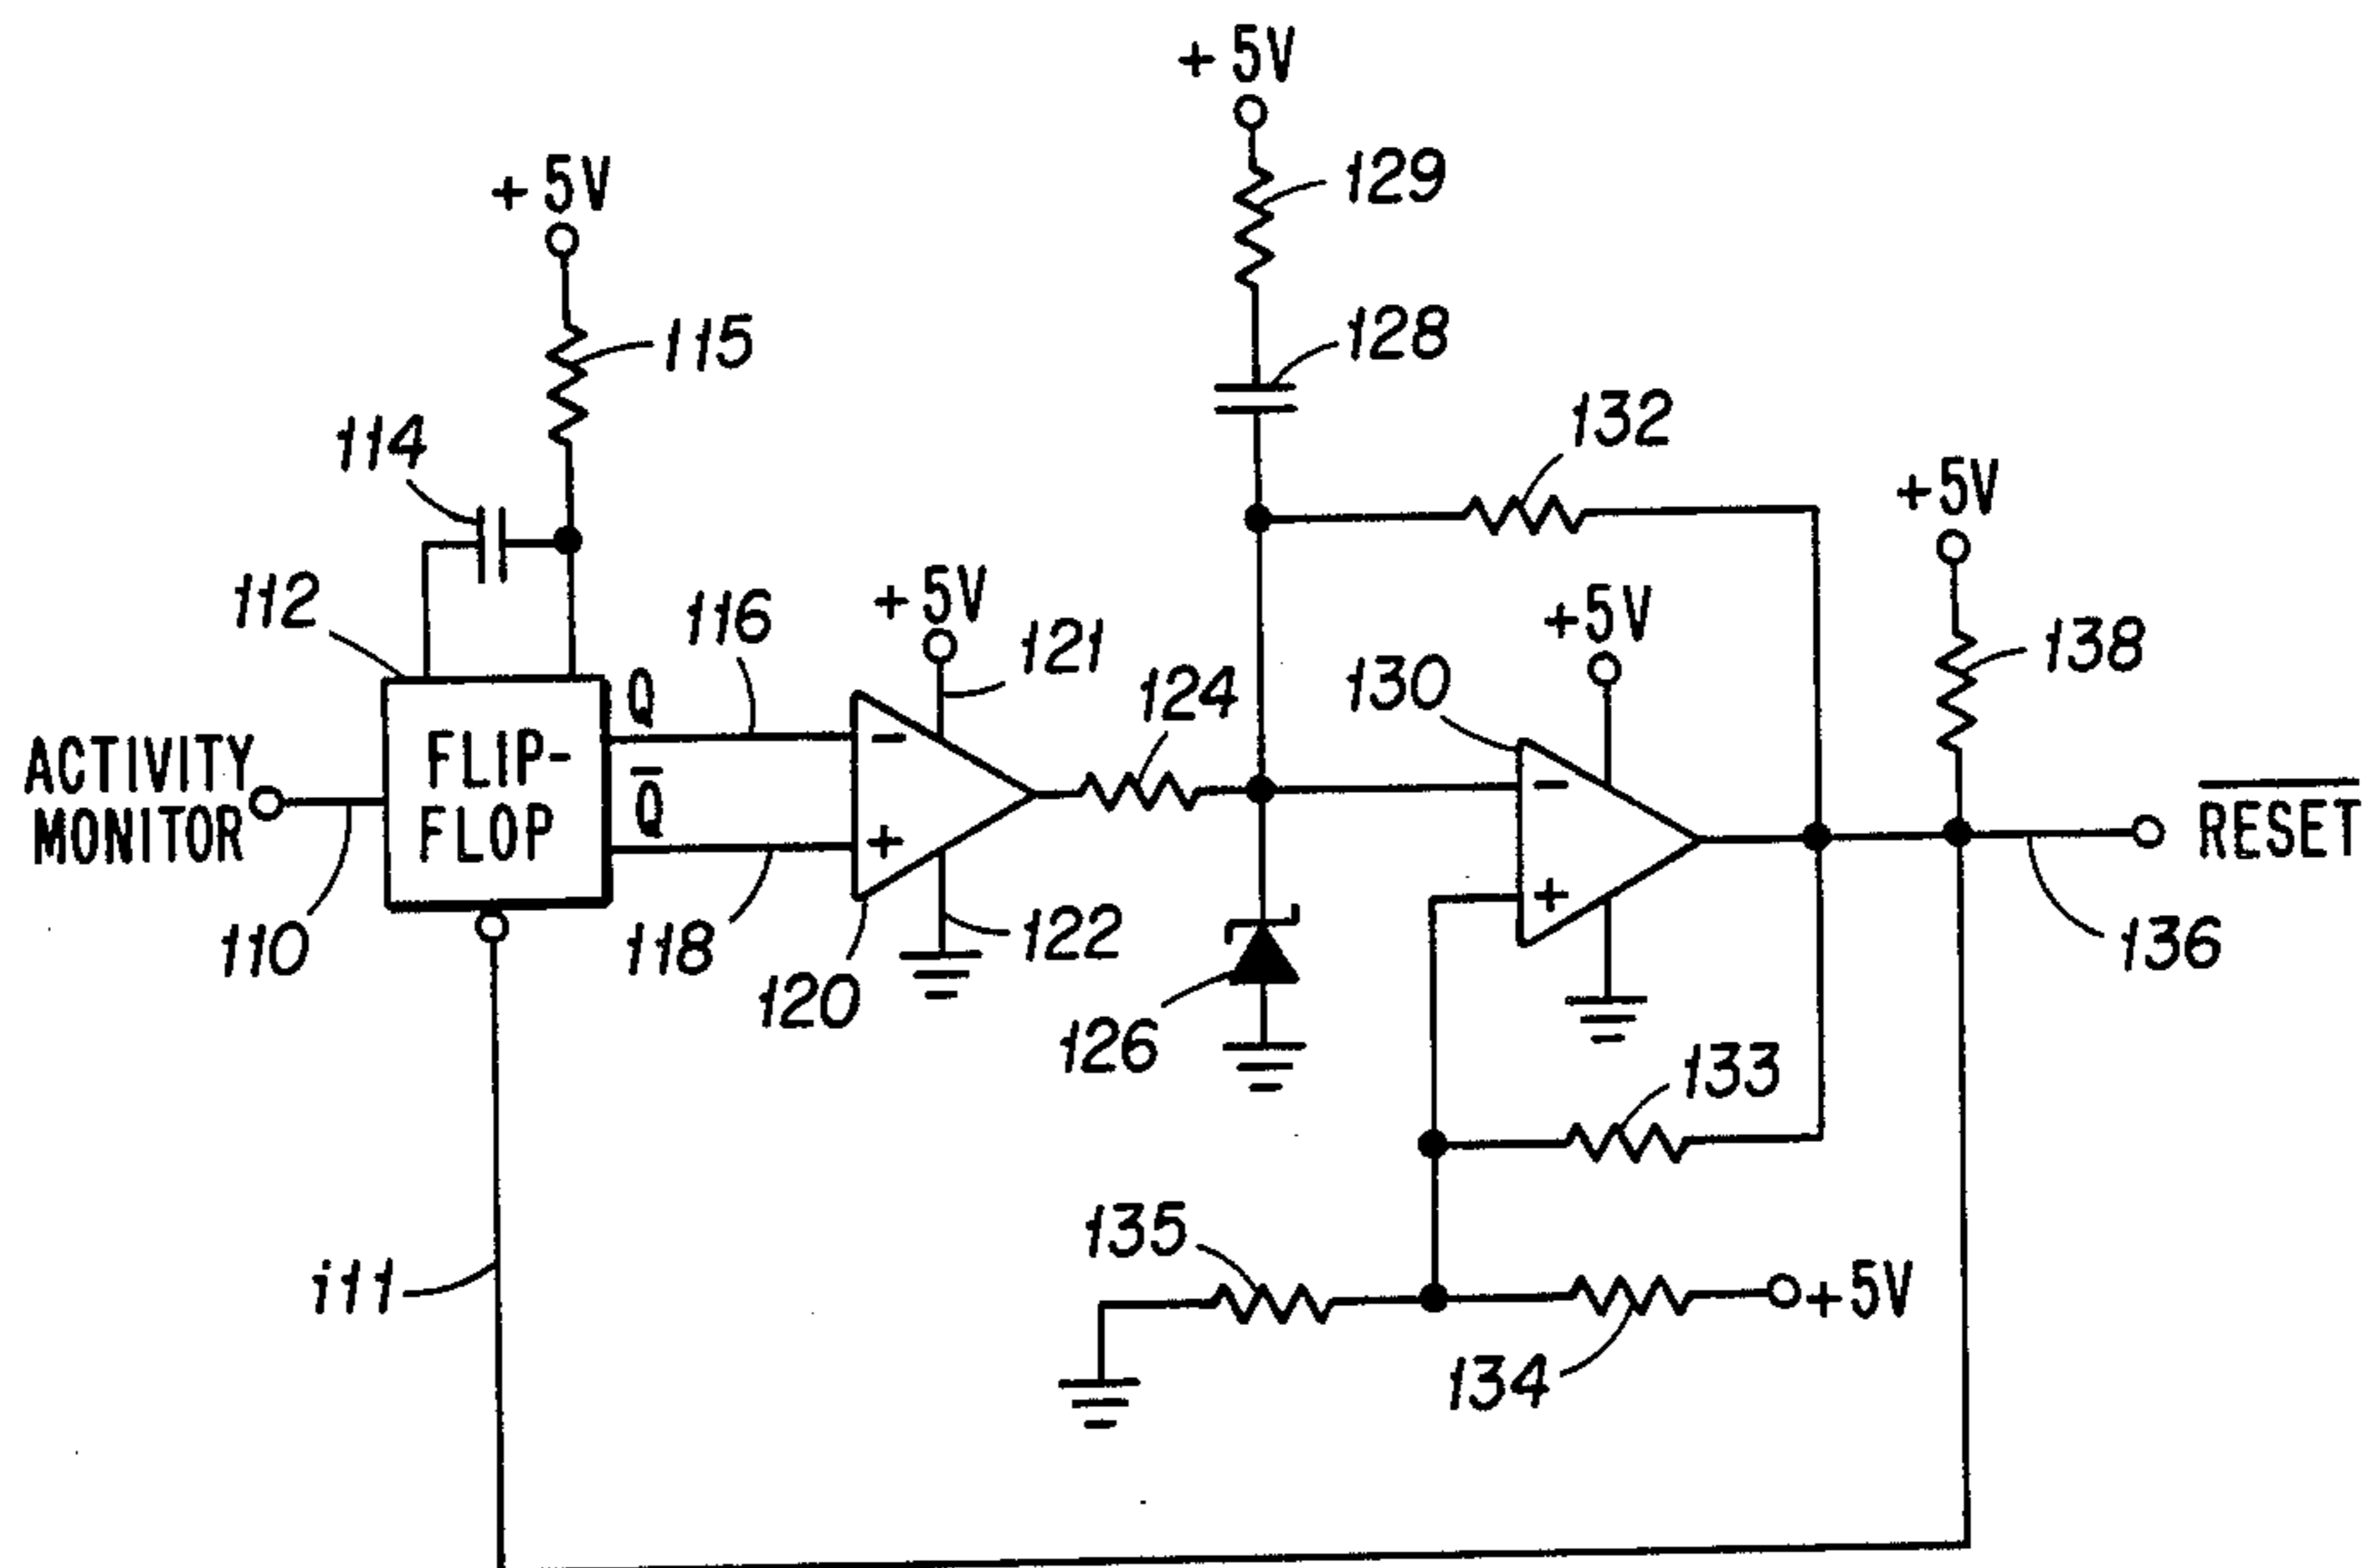 +5V
129
+5V
128
115
132
114
+5V
112
116
+5V
121
+5V
138
124
130
Q
ACTIVITY
MONITOR
FLIP-
FLOP
Q̅
−
+
−
+
R̅E̅S̅E̅T̅
110
118
122
136
120
126
133
135
111
+5V
134